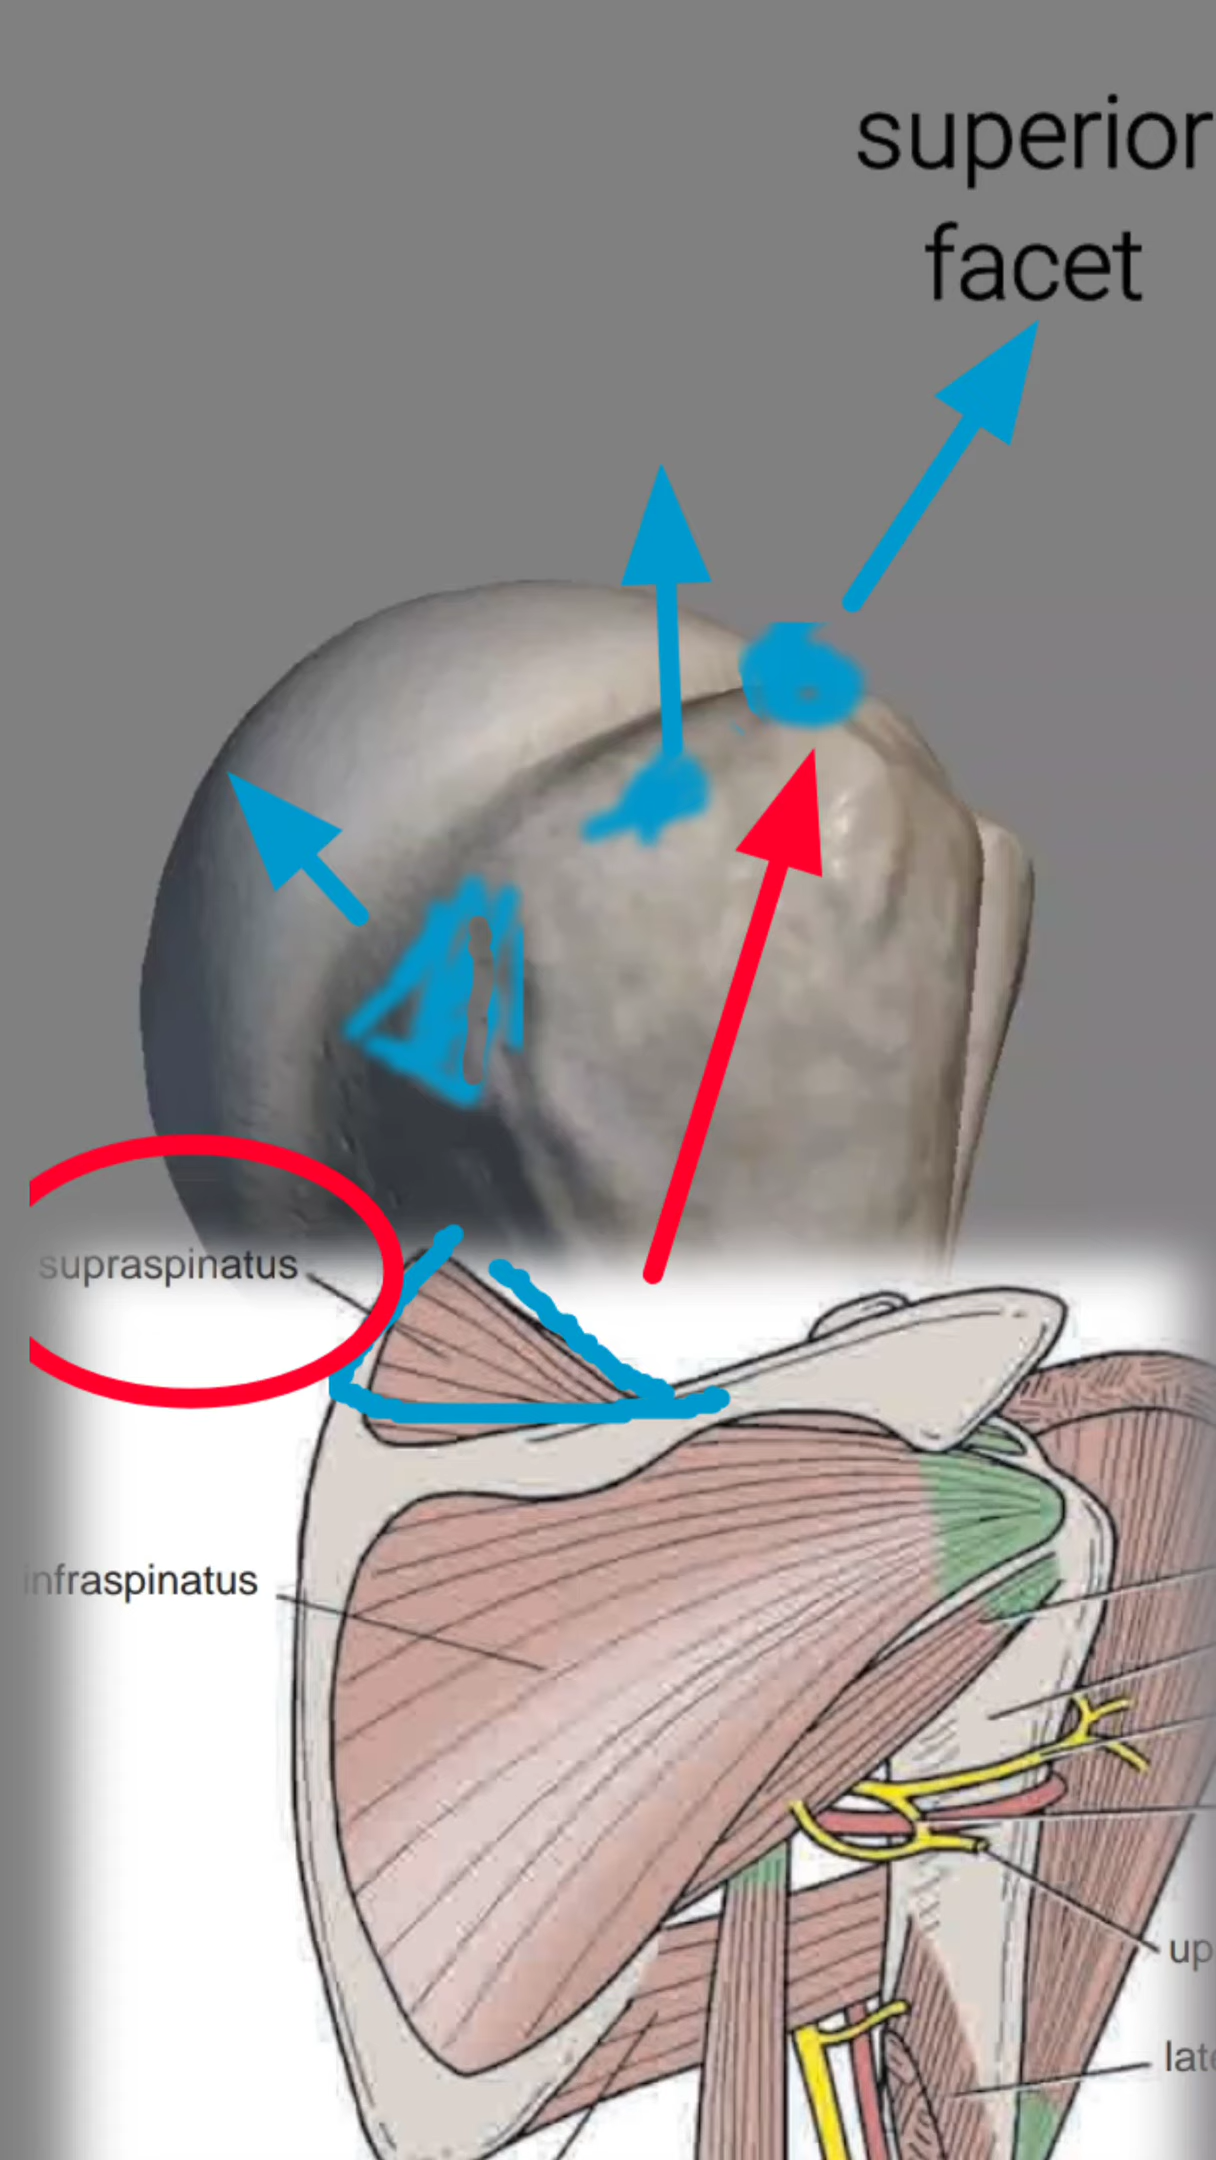 superior
facet
supraspinatus
infraspinatus
up
late